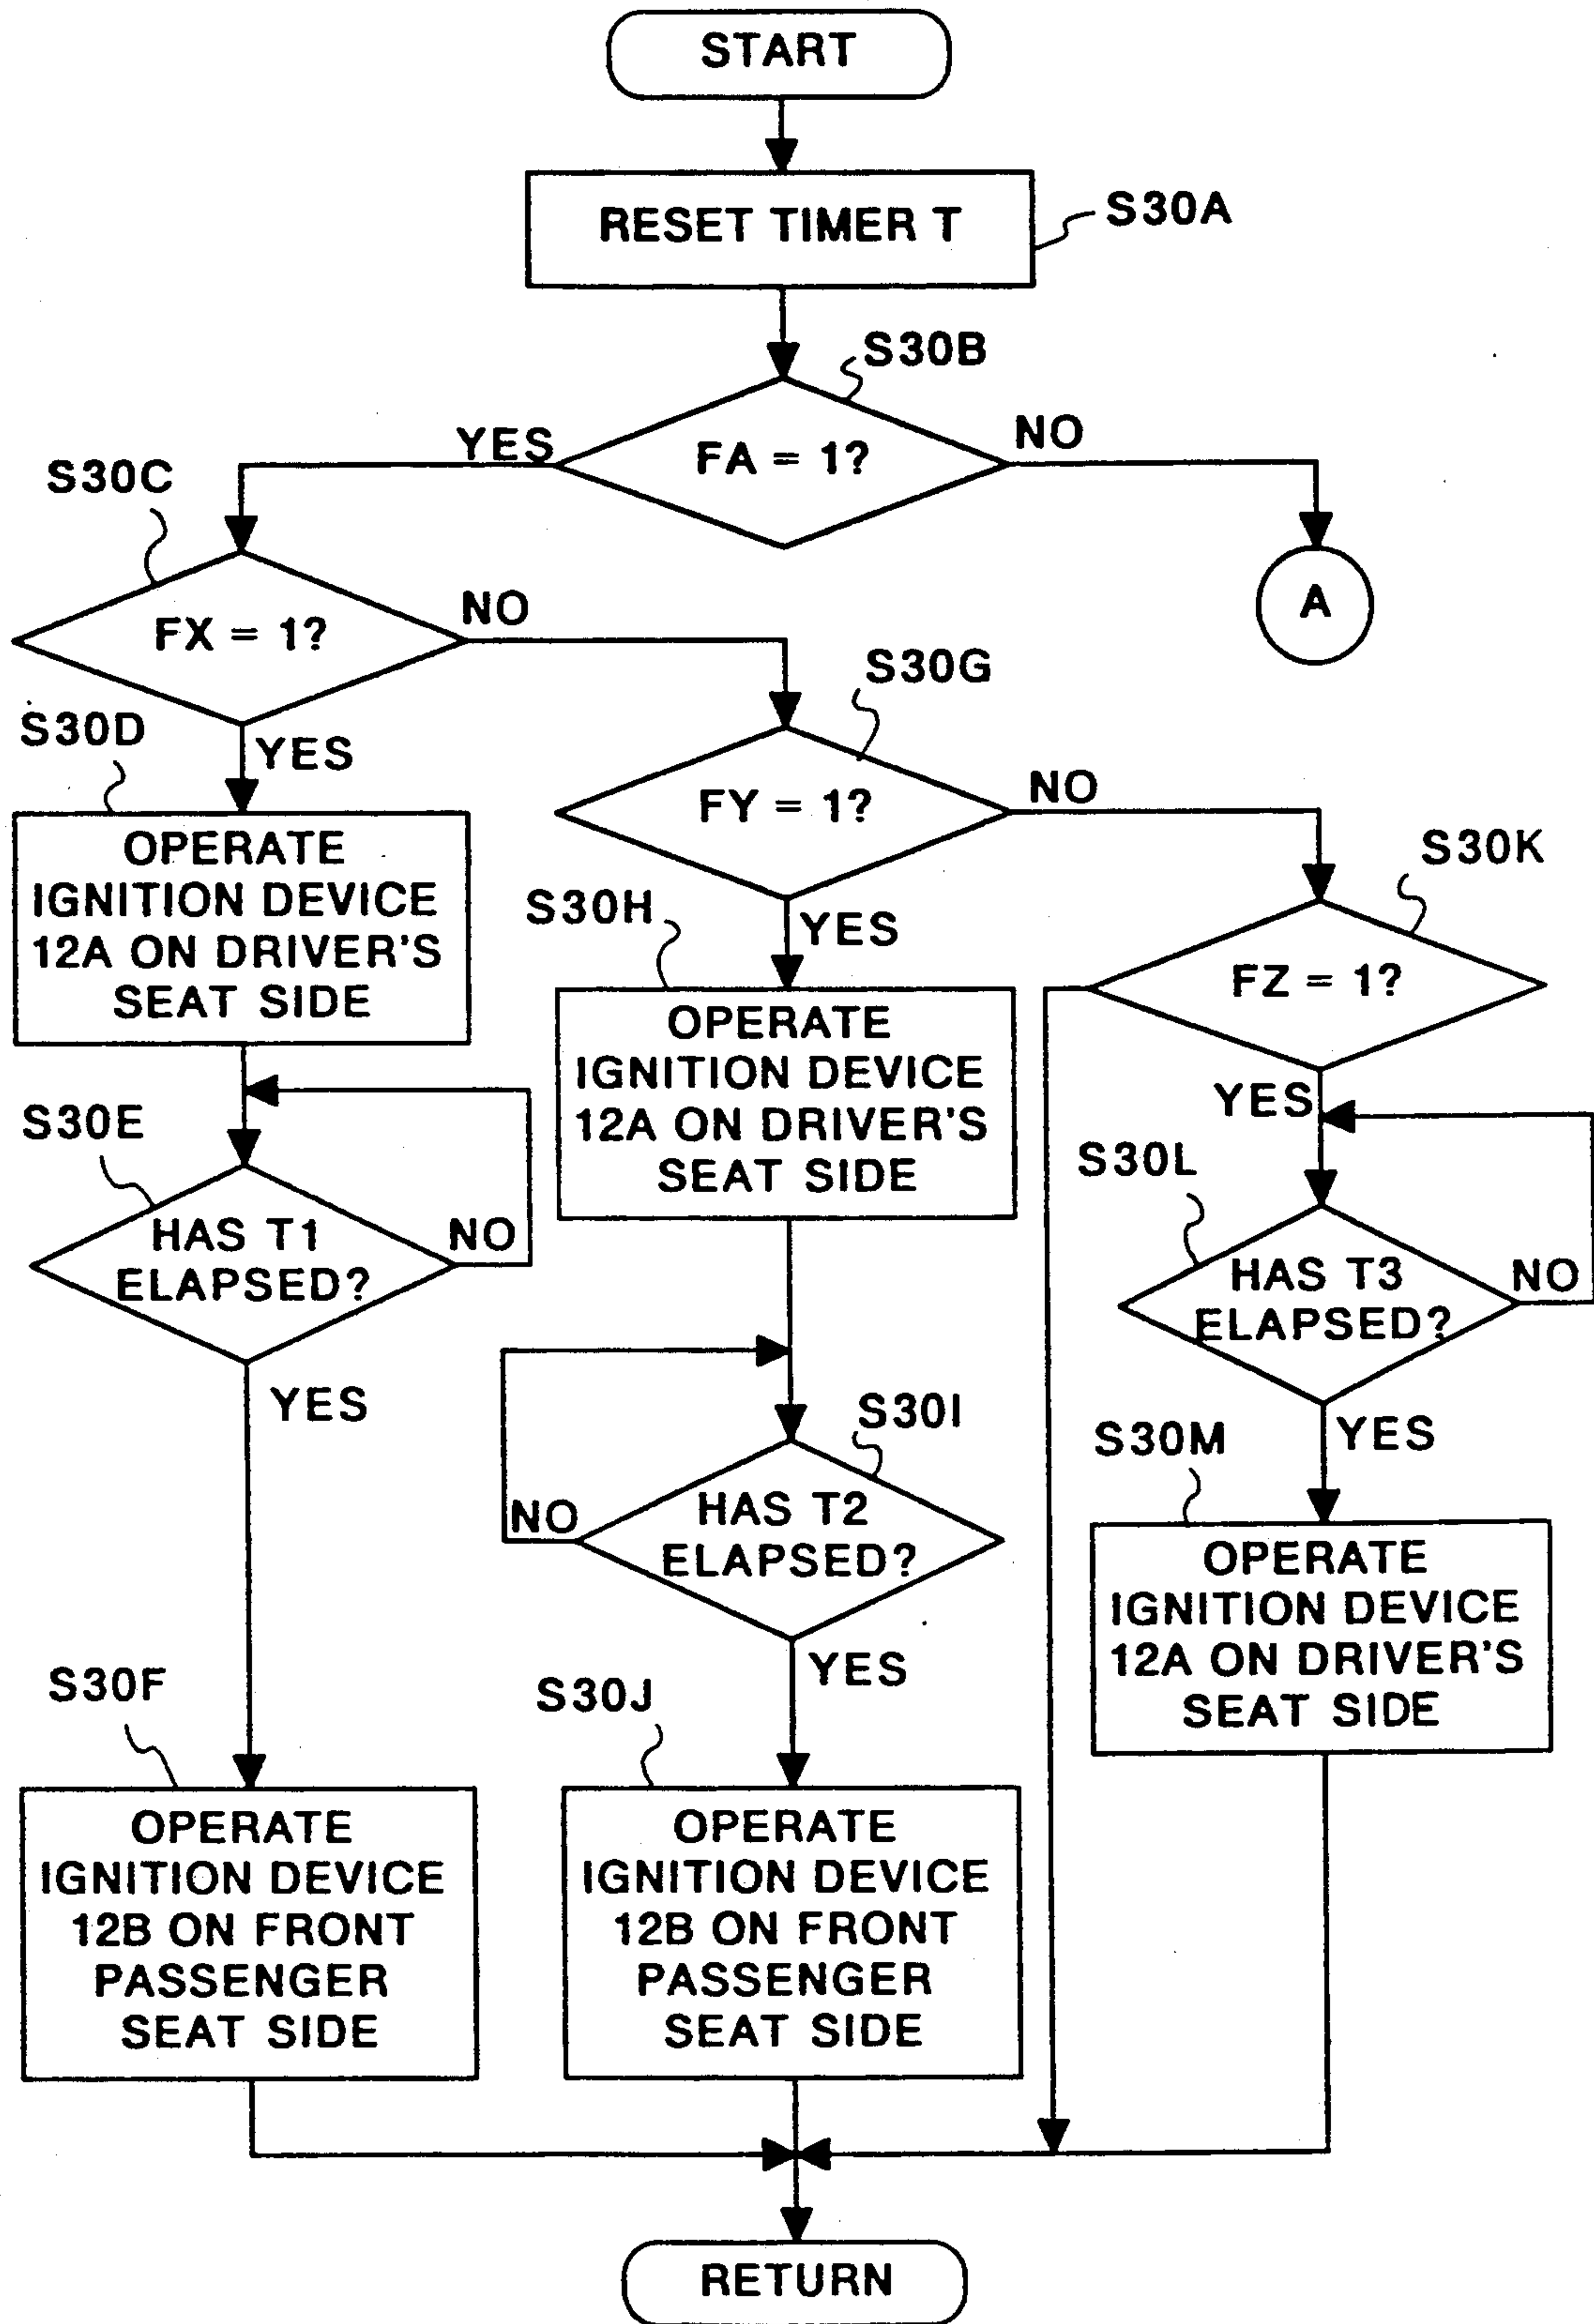 START
RESET TIMER T
S30A
S30B
FA = 1?
YES
NO
A
S30C
FX = 1?
NO
YES
S30G
FY = 1?
NO
YES
S30K
FZ = 1?
YES
S30D
OPERATE
IGNITION DEVICE
12A ON DRIVER'S
SEAT SIDE
S30H
OPERATE
IGNITION DEVICE
12A ON DRIVER'S
SEAT SIDE
S30E
HAS T1
ELAPSED?
NO
YES
S30L
HAS T3
ELAPSED?
NO
YES
S30I
HAS T2
ELAPSED?
NO
YES
S30M
OPERATE
IGNITION DEVICE
12A ON DRIVER'S
SEAT SIDE
S30F
OPERATE
IGNITION DEVICE
12B ON FRONT
PASSENGER
SEAT SIDE
S30J
OPERATE
IGNITION DEVICE
12B ON FRONT
PASSENGER
SEAT SIDE
RETURN